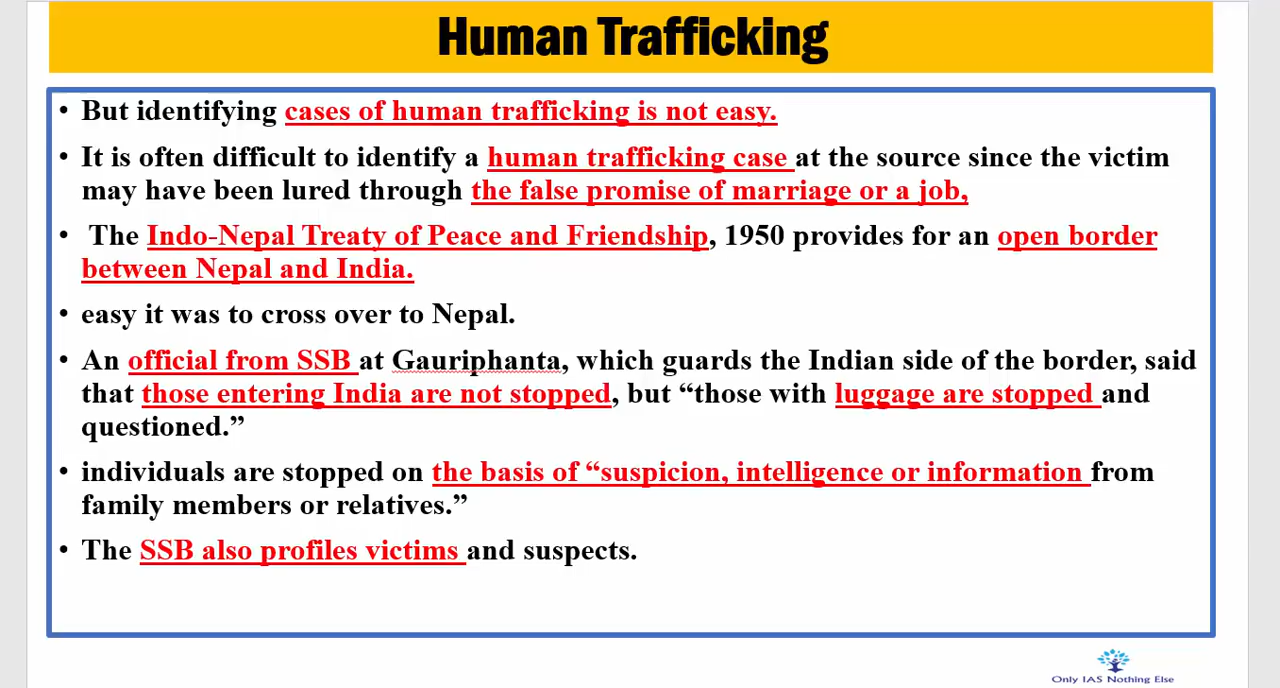 Human Trafficking
• But identifying cases of human trafficking is not easy.
• It is often difficult to identify a human trafficking case at the source since the victim
may have been lured through the false promise of marriage or a job,
• The Indo-Nepal Treaty of Peace and Friendship, 1950 provides for an open border
between Nepal and India.
• easy it was to cross over to Nepal.
• An official from SSB at Gauriphanta, which guards the Indian side of the border, said
that those entering India are not stopped, but “those with luggage are stopped and
questioned.”
• individuals are stopped on the basis of “suspicion, intelligence or information from
family members or relatives.”
• The SSB also profiles victims and suspects.
Only IAS Nothing Else